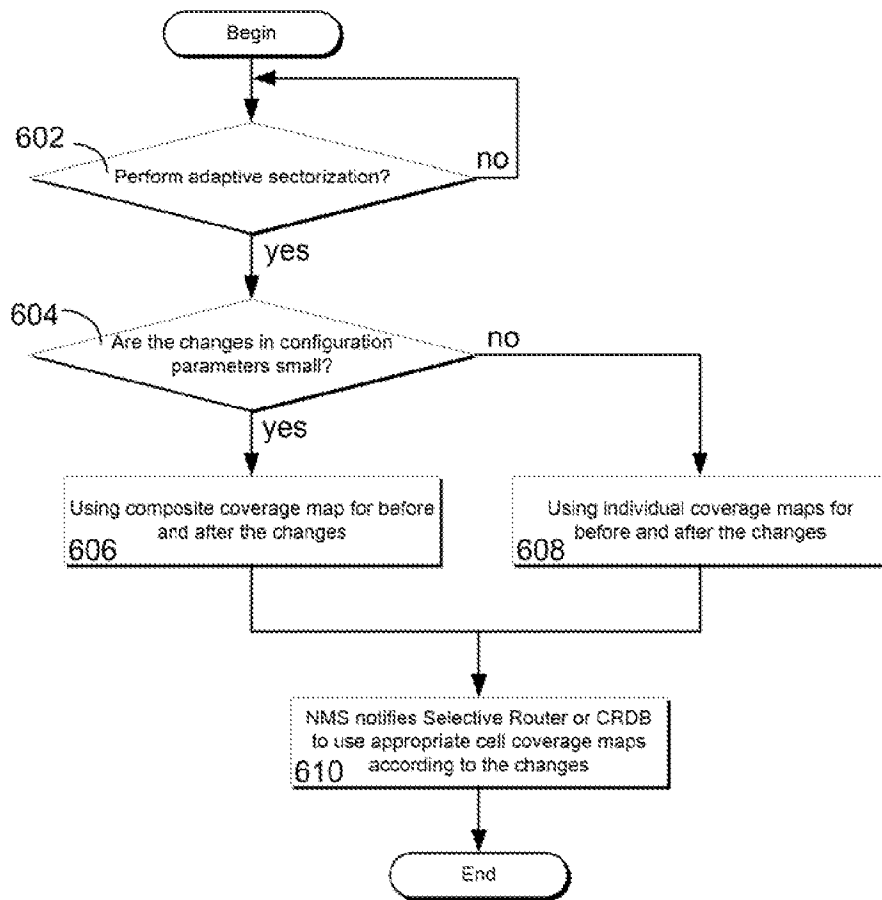 Begin
602
Perform adaptive sectorization?
no
yes
604
Are the changes in configuration
parameters small?
no
yes
Using composite coverage map for before
and after the changes
606
Using individual coverage maps for
before and after the changes
608
NMS notifies Selective Router or CRDB
to use appropriate cell coverage maps
according to the changes
610
End